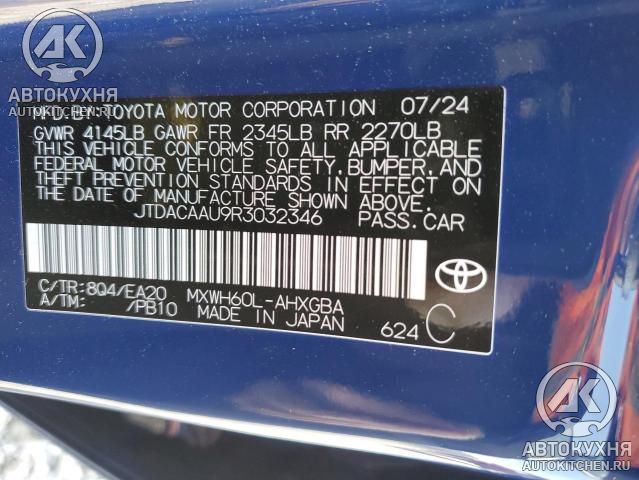 АК
АВТОКУХНЯ
AUTOKITCHEN.RU
TOYOTA MOTOR CORPORATION 07/24
GVWR 4145LB GAWR FR 2345LB RR 2270LB
THIS VEHICLE CONFORMS TO ALL APPLICABLE
FEDERAL MOTOR VEHICLE SAFETY, BUMPER, AND
THEFT PREVENTION STANDARDS IN EFFECT ON
THE DATE OF MANUFACTURE SHOWN ABOVE.
JTDACAAU9R3032346 PASS.CAR
C/TR:8Q4/EA20 MXWH60L-AHXGBA
A/TM: /PB10 MADE IN JAPAN 624 C
TOYOTA
АК
АВТОКУХНЯ
AUTOKITCHEN.RU